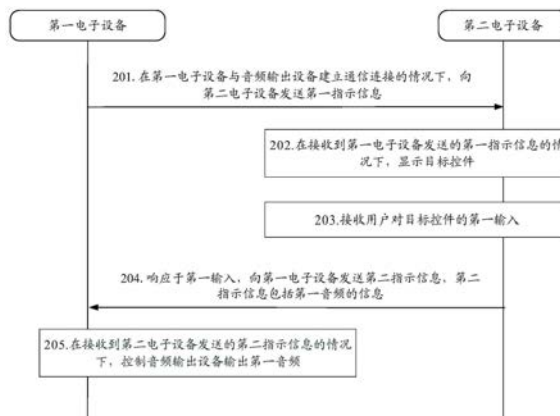 第一电子设备
第二电子设备
201. 在第一电子设备与音频输出设备建立通信连接的情况下，向
第二电子设备发送第一指示信息
202.在接收到第一电子设备发送的第一指示信息的情
况下，显示目标控件
203.接收用户对目标控件的第一输入
204. 响应于第一输入，向第一电子设备发送第二指示信息，第二
指示信息包括第一音频的信息
205.在接收到第二电子设备发送的第二指示信息的情况
下，控制音频输出设备输出第一音频